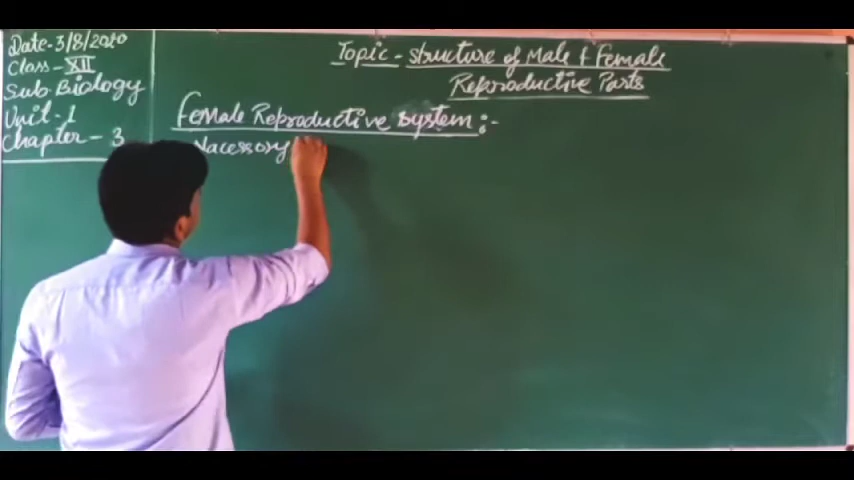 Date-3/8/2020
Class-XII
Sub-Biology
Unit-1
Chapter-3
Topic-structure of Male & Female
Reproductive Parts
Female Reproductive system:-